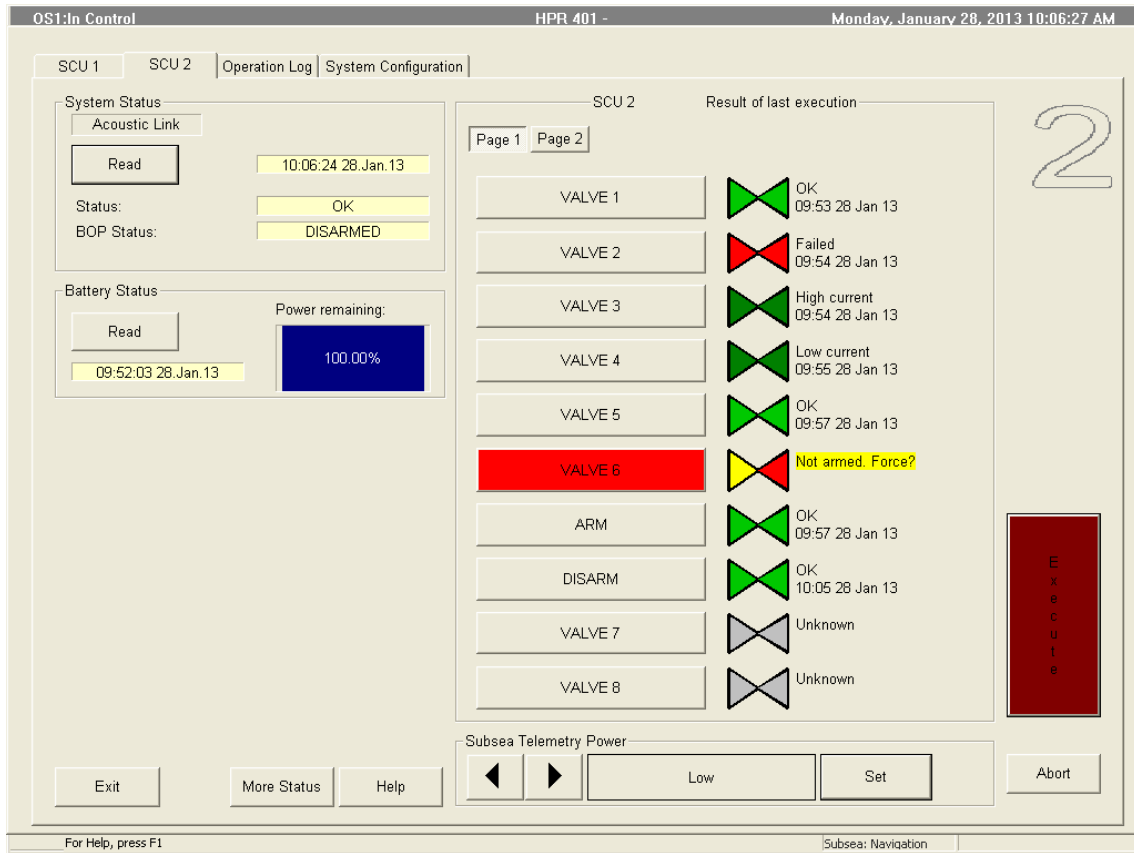 OS1:In Control
HPR 401 -
Monday, January 28, 2013 10:06:27 AM
SCU 1
SCU 2
Operation Log
System Configuration
System Status
Acoustic Link
Read
10:06:24 28.Jan.13
Status:
OK
BOP Status:
DISARMED
Battery Status
Read
Power remaining:
100.00%
09:52:03 28.Jan.13
SCU 2
Result of last execution
Page 1
Page 2
VALVE 1
OK
09:53 28 Jan 13
VALVE 2
Failed
09:54 28 Jan 13
VALVE 3
High current
09:54 28 Jan 13
VALVE 4
Low current
09:55 28 Jan 13
VALVE 5
OK
09:57 28 Jan 13
VALVE 6
Not armed. Force?
ARM
OK
09:57 28 Jan 13
DISARM
OK
10:05 28 Jan 13
VALVE 7
Unknown
VALVE 8
Unknown
2
Execute
Subsea Telemetry Power
Low
Set
Abort
Exit
More Status
Help
For Help, press F1
Subsea: Navigation